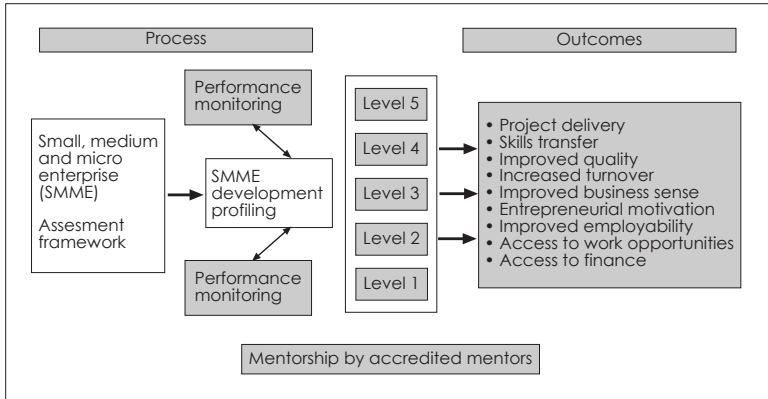 Process
Outcomes
Performance
monitoring
Small, medium
and micro
enterprise
(SMME)
Assesment
framework
SMME
development
profiling
Performance
monitoring
Level 5
Level 4
Level 3
Level 2
Level 1
• Project delivery
• Skills transfer
• Improved quality
• Increased turnover
• Improved business sense
• Entrepreneurial motivation
• Improved employability
• Access to work opportunities
• Access to finance
Mentorship by accredited mentors